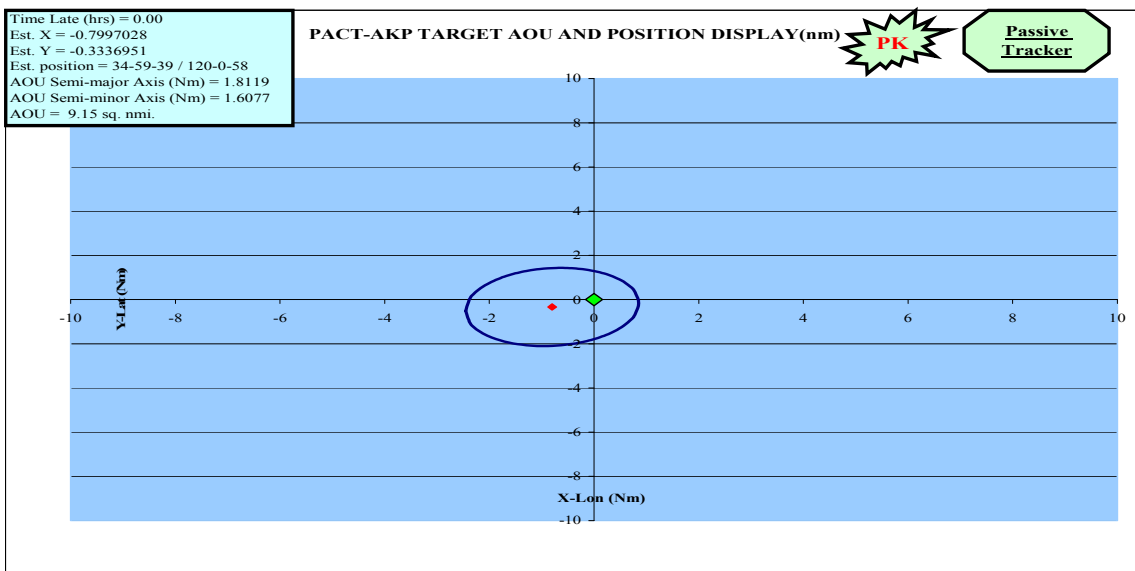 Time Late (hrs) = 0.00
Est. X = -0.7997028
Est. Y = -0.3336951
Est. position = 34-59-39 / 120-0-58
AOU Semi-major Axis (Nm) = 1.8119
AOU Semi-minor Axis (Nm) = 1.6077
AOU = 9.15 sq. nmi.
PACT-AKP TARGET AOU AND POSITION DISPLAY(nm)
PK
Passive
Tracker
10
8
6
4
2
0
-10 -8 -6 -4 -2 0 2 4 6 8 10
-2
-4
-6
-8
-10
Y-Lat (Nm)
X-Lon (Nm)